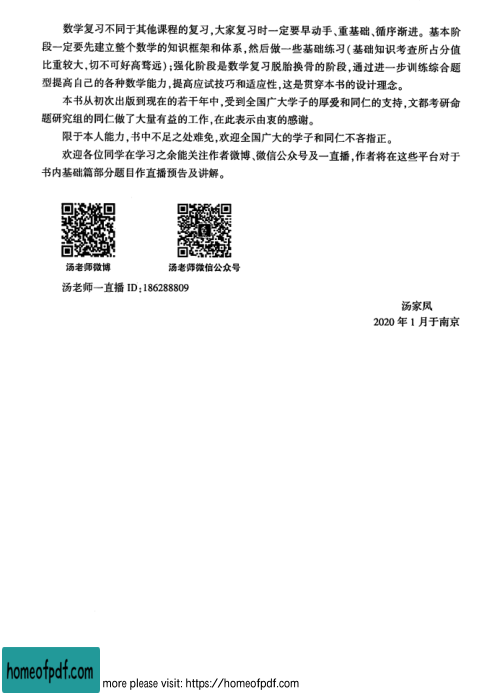 数学复习不同于其他课程的复习,大家复习时一定要早动手、重基础、循序渐进。基本阶
段一定要先建立整个数学的知识框架和体系,然后做一些基础练习(基础知识考查所占分值
比重较大,切不可好高骛远);强化阶段是数学复习脱胎换骨的阶段,通过进一步训练综合题
型提高自己的各种数学能力,提高应试技巧和适应性,这是贯穿本书的设计理念。
本书从初次出版到现在的若干年中,受到全国广大学子的厚爱和同仁的支持,文都考研命
题研究组的同仁做了大量有益的工作,在此表示由衷的感谢。
限于本人能力,书中不足之处难免,欢迎全国广大的学子和同仁不吝指正。
欢迎各位同学在学习之余能关注作者微博、微信公众号及一直播,作者将在这些平台对于
书内基础篇部分题目作直播预告及讲解。
汤老师微博
汤老师微信公众号
汤老师一直播 ID:186288809
汤家凤
2020 年 1 月于南京
homeofpdf.com
more please visit: https://homeofpdf.com